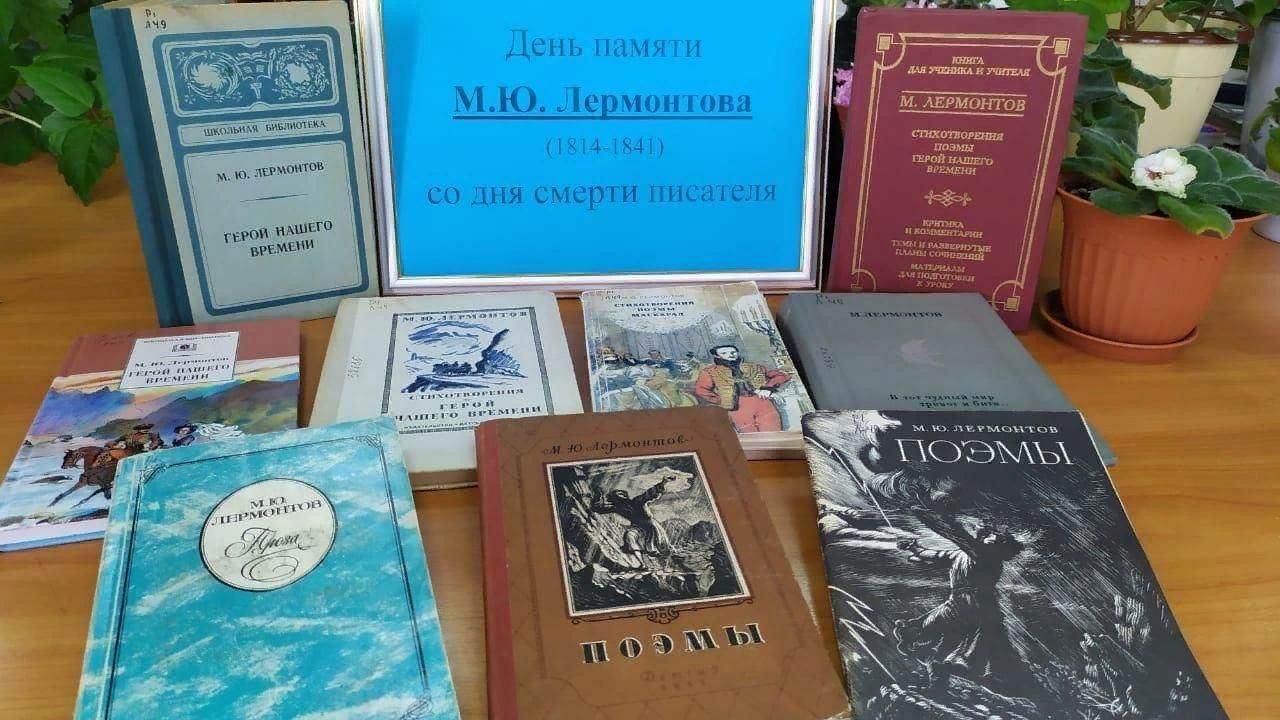 Р1
Л49
ШКОЛЬНАЯ БИБЛИОТЕКА
М. Ю. ЛЕРМОНТОВ
ГЕРОЙ НАШЕГО
ВРЕМЕНИ
День памяти
М.Ю. Лермонтова
(1814-1841)
со дня смерти писателя
КНИГА
ДЛЯ УЧЕНИКА И УЧИТЕЛЯ
М. ЛЕРМОНТОВ
СТИХОТВОРЕНИЯ
ПОЭМЫ
ГЕРОЙ НАШЕГО
ВРЕМЕНИ
КРИТИКА
И КОММЕНТАРИИ
ТЕМЫ И РАЗВЕРНУТЫЕ
ПЛАНЫ СОЧИНЕНИЙ
МАТЕРИАЛЫ
ДЛЯ ПОДГОТОВКИ
К УРОКУ
М. Ю. Лермонтов
ГЕРОЙ НАШЕГО
ВРЕМЕНИ
М. Ю. ЛЕРМОНТОВ
СТИХОТВОРЕНИЯ
ГЕРОЙ
НАШЕГО ВРЕМЕНИ
М. Ю. ЛЕРМОНТОВ
СТИХОТВОРЕНИЯ
ПОЭМЫ
МАСКАРАД
М. ЛЕРМОНТОВ
В тот чудный мир
тревог и битв...
М.Ю.
ЛЕРМОНТОВ
Проза
М. Ю. Лермонтов
ПОЭМЫ
М. Ю. ЛЕРМОНТОВ
ПОЭМЫ